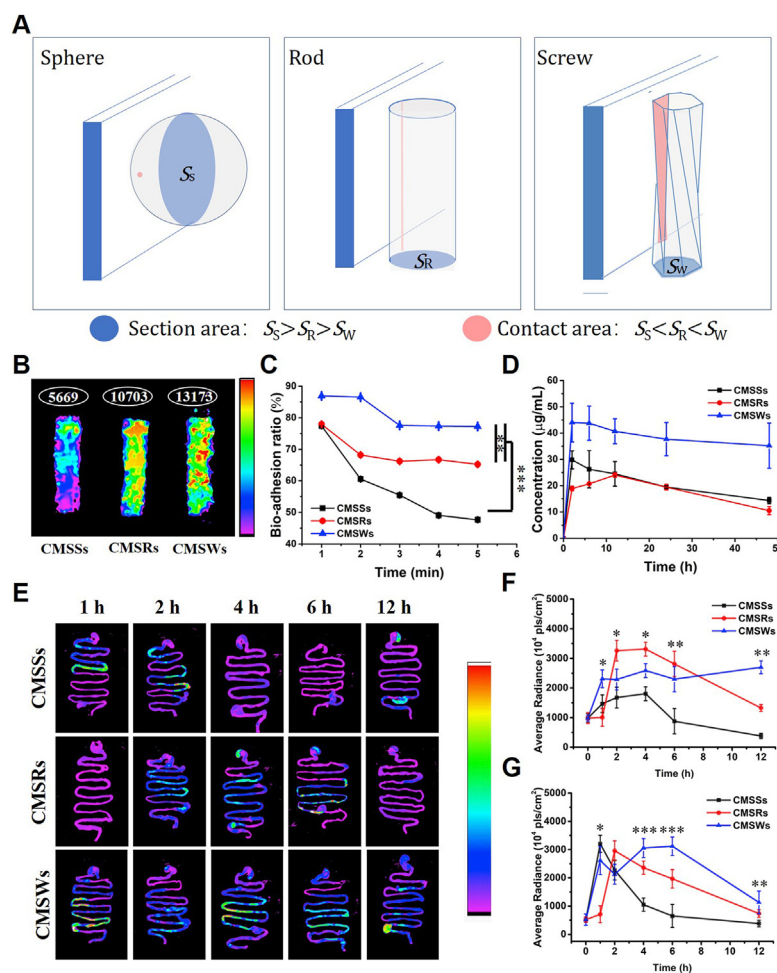 A
Sphere
Rod
Screw
SS
SR
SW
Section area: SS>SR>SW
Contact area: SS<SR<SW
B
5669
10703
13173
CMSSs
CMSRs
CMSWs
C
Bio-adhesion ratio (%)
90
80
70
60
50
40
**
***
CMSSs
CMSRs
CMSWs
1 2 3 4 5 6
Time (min)
D
Concentration (μg/mL)
60
50
40
30
20
10
0
CMSSs
CMSRs
CMSWs
0 10 20 30 40 50
Time (h)
E
1 h 2 h 4 h 6 h 12 h
CMSSs
CMSRs
CMSWs
F
Average Radiance (10⁴ pls/cm²)
5000
4000
3000
2000
1000
0
* * * ** **
CMSSs
CMSRs
CMSWs
0 2 4 6 8 10 12
Time (h)
G
Average Radiance (10⁴ pls/cm²)
5000
4000
3000
2000
1000
0
* *** *** **
CMSSs
CMSRs
CMSWs
0 2 4 6 8 10 12
Time (h)